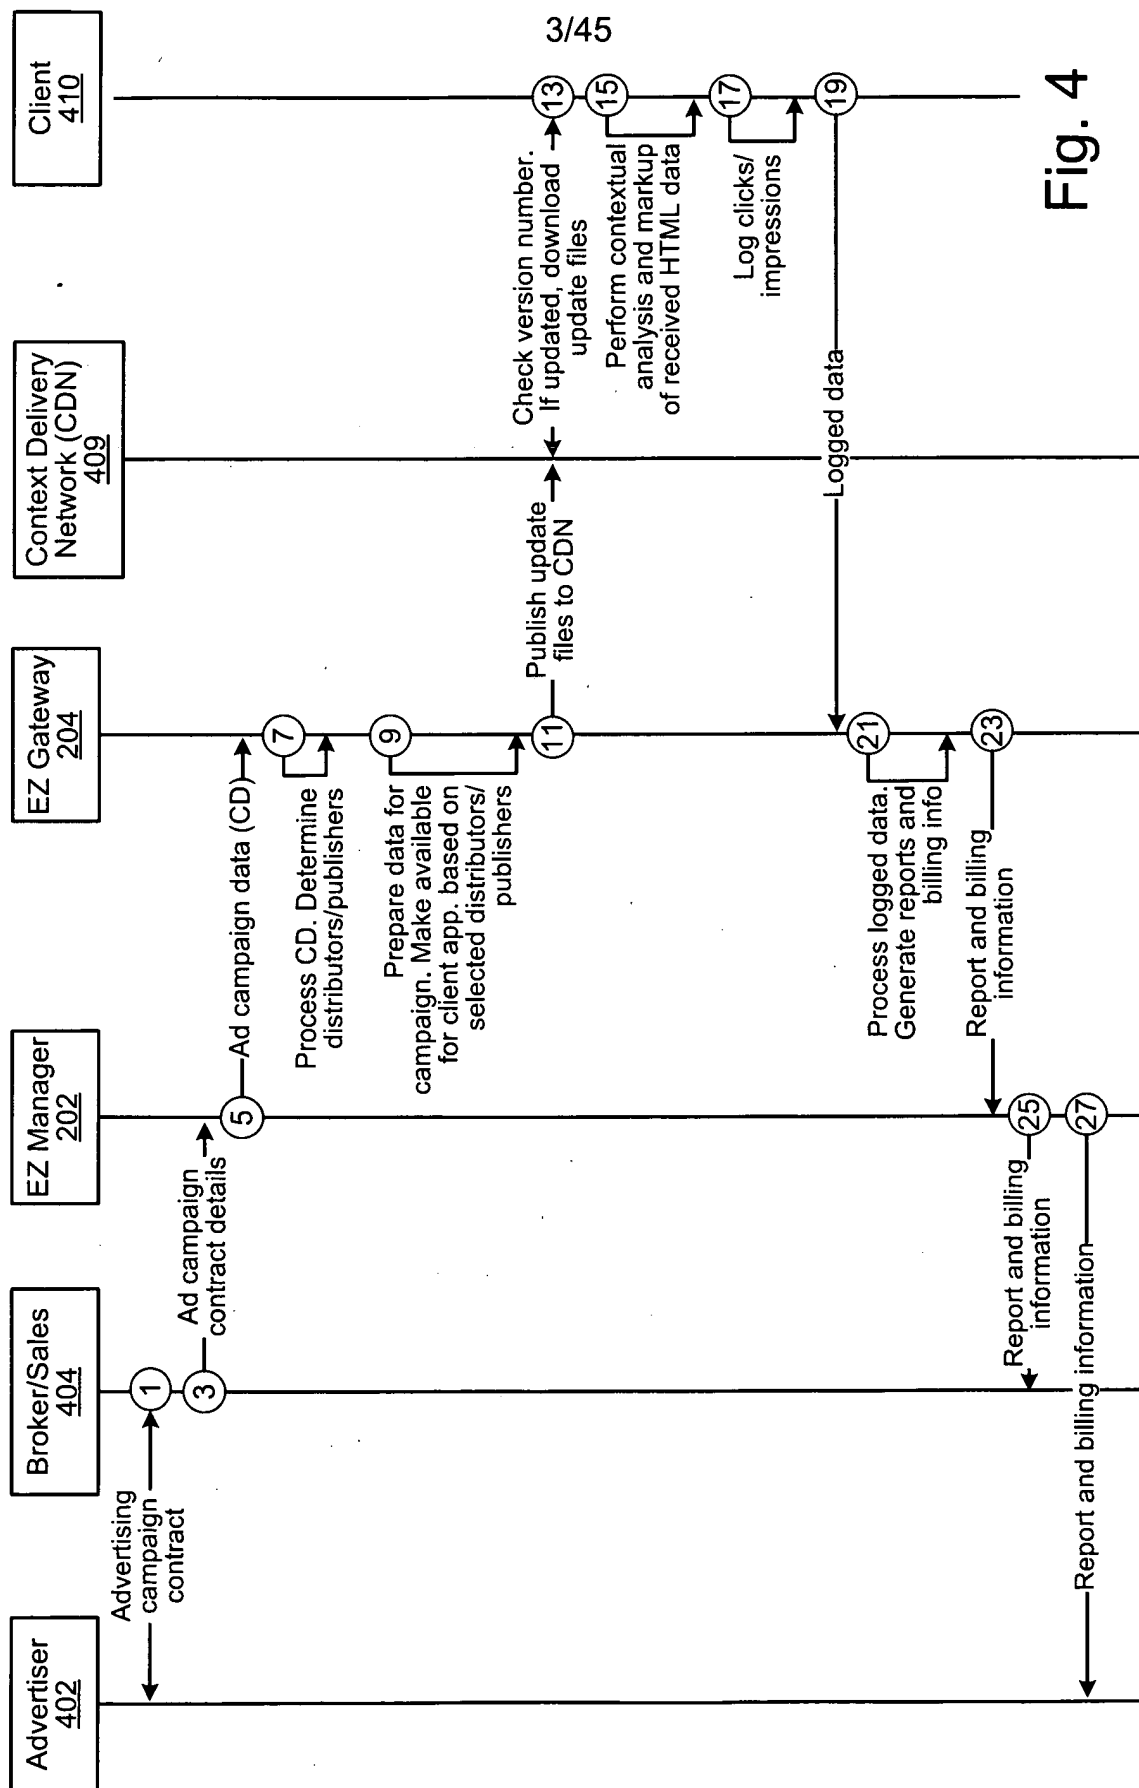 3/45
Advertiser
402
Broker/Sales
404
EZ Manager
202
EZ Gateway
204
Context Delivery
Network (CDN)
409
Client
410
Advertising
campaign
contract
1
3
Ad campaign
contract details
5
Ad campaign data (CD)
7
Process CD. Determine
distributors/publishers
9
Prepare data for
campaign. Make available
for client app. based on
selected distributors/
publishers
11
Publish update
files to CDN
Check version number.
If updated, download
update files
13
15
Perform contextual
analysis and markup
of received HTML data
17
Log clicks/
impressions
19
Logged data
21
Process logged data.
Generate reports and
billing info
23
Report and billing
information
25
Report and billing
information
27
Report and billing information
Fig. 4